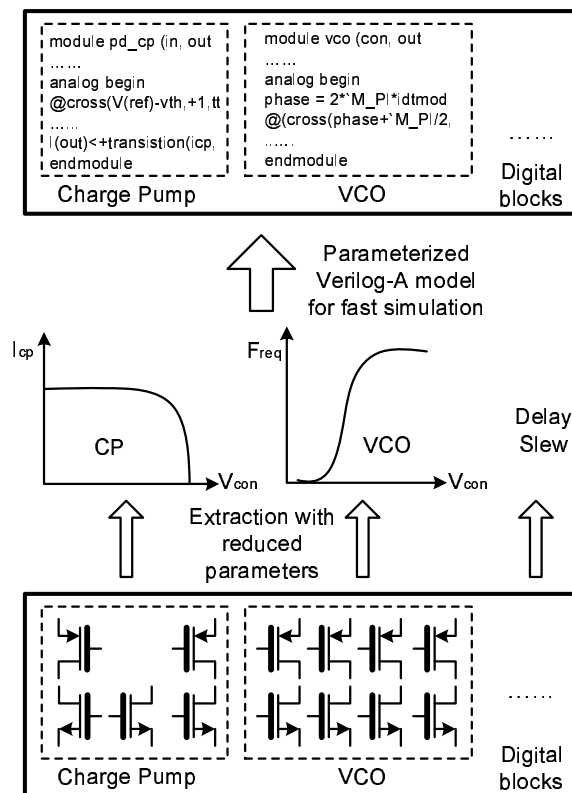 module pd_cp (in, out
……
analog begin
@cross(V(ref)-vth,+1,tt
……
I(out)<+transistion(icp,
endmodule
Charge Pump
module vco (con, out
……
analog begin
phase = 2*`M_PI*idtmod
@(cross(phase+`M_PI/2,
……
endmodule
VCO
……
Digital
blocks
Parameterized
Verilog-A model
for fast simulation
Icp
CP
Vcon
Freq
VCO
Vcon
Delay
Slew
Extraction with
reduced
parameters
Charge Pump
VCO
……
Digital
blocks